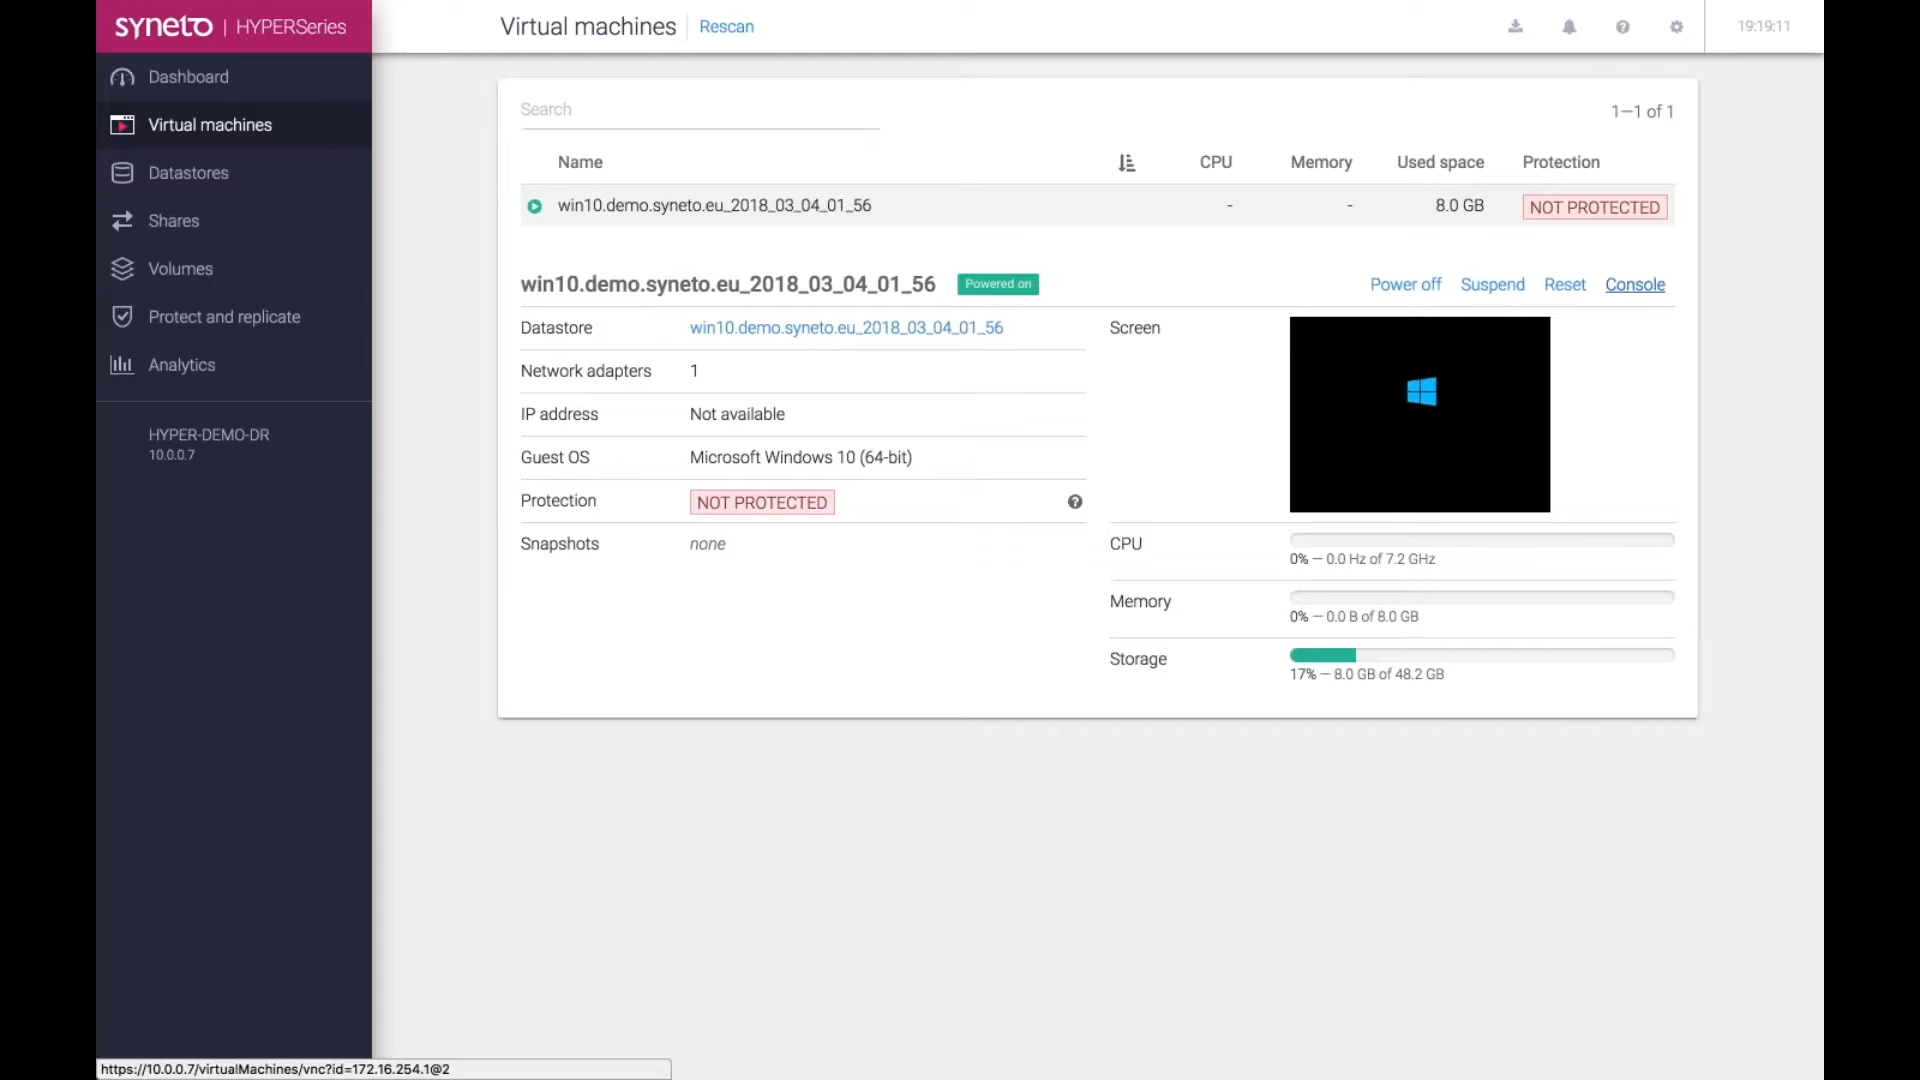 syneto | HYPERSeries
Virtual machines
Rescan
19:19:11
Dashboard
Virtual machines
Datastores
Shares
Volumes
Protect and replicate
Analytics
HYPER-DEMO-DR
10.0.0.7
Search
1—1 of 1
Name CPU Memory Used space Protection
win10.demo.syneto.eu_2018_03_04_01_56 - - 8.0 GB NOT PROTECTED
win10.demo.syneto.eu_2018_03_04_01_56 Powered on
Power off Suspend Reset Console
Datastore win10.demo.syneto.eu_2018_03_04_01_56
Network adapters 1
IP address Not available
Guest OS Microsoft Windows 10 (64-bit)
Protection NOT PROTECTED
Snapshots none
Screen
CPU
0% — 0.0 Hz of 7.2 GHz
Memory
0% — 0.0 B of 8.0 GB
Storage
17% — 8.0 GB of 48.2 GB
https://10.0.0.7/virtualMachines/vnc?id=172.16.254.1@2